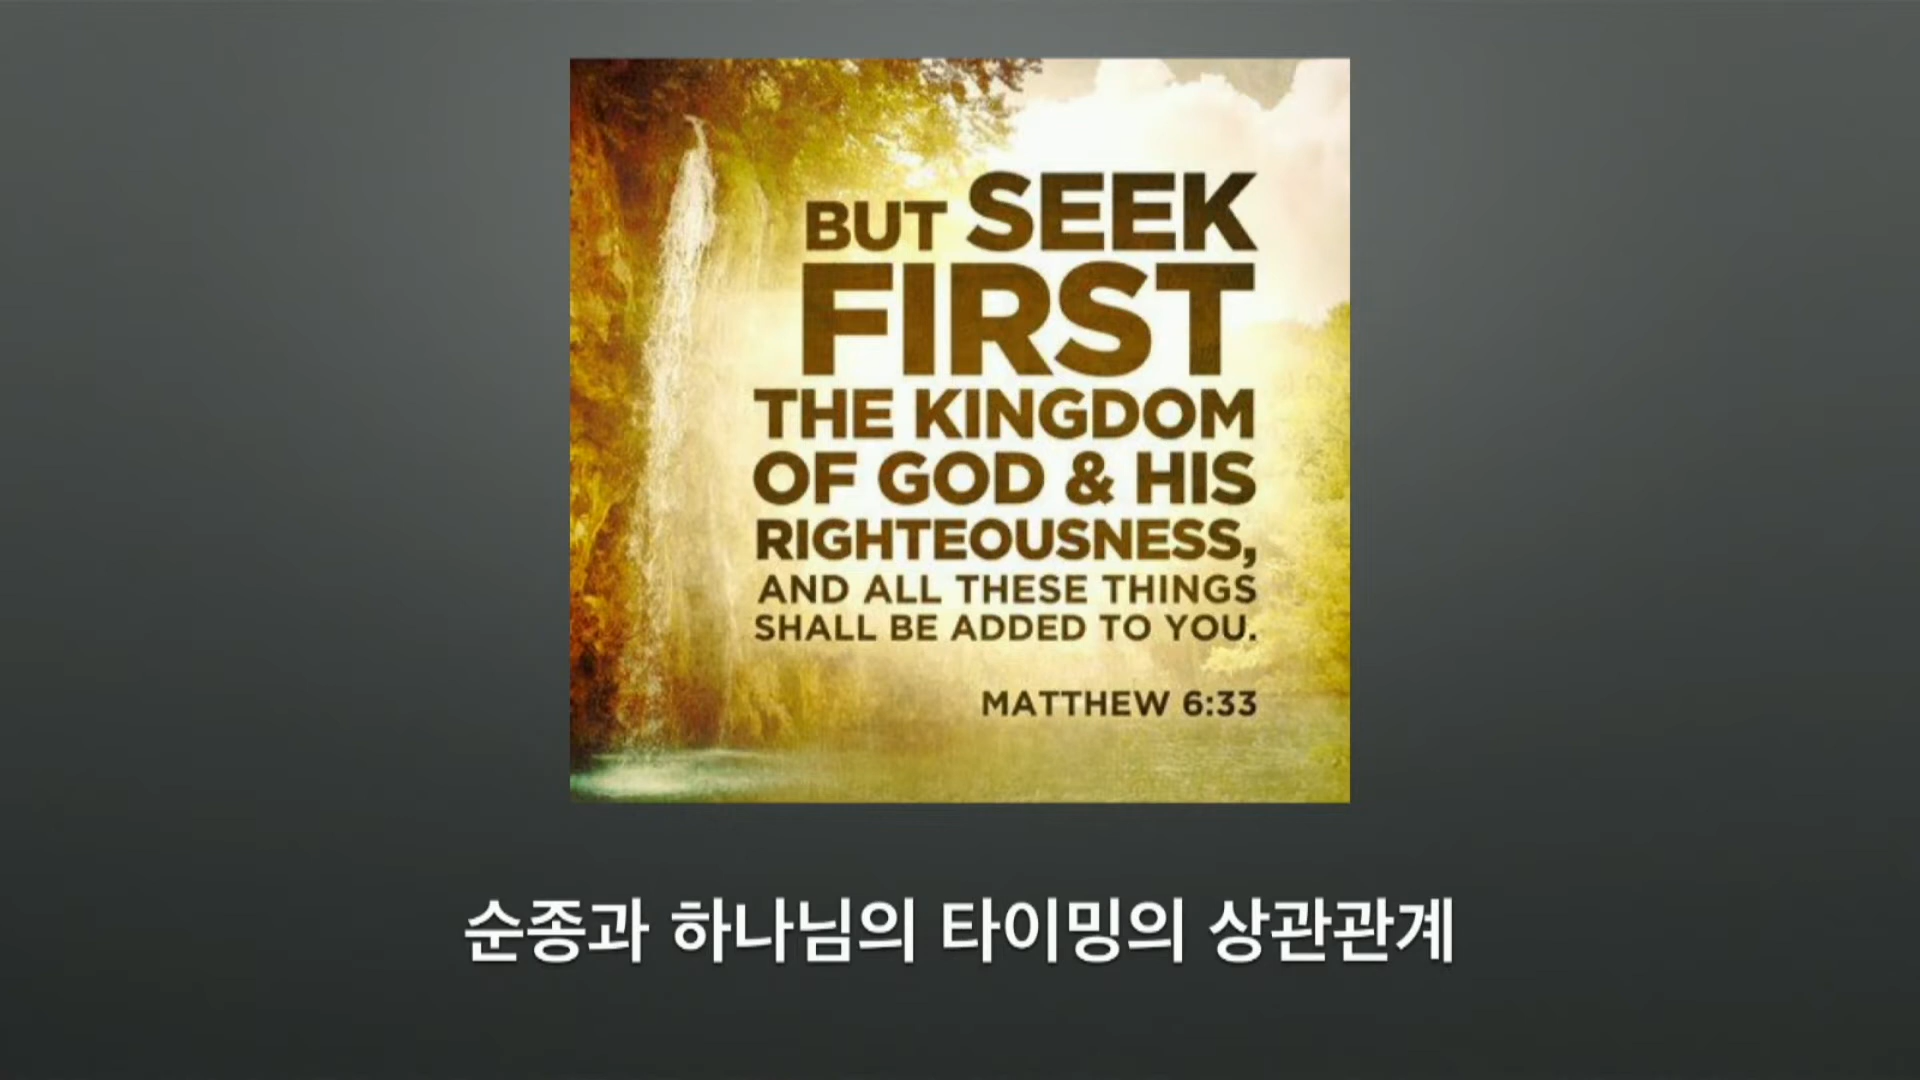 BUT SEEK
FIRST
THE KINGDOM
OF GOD & HIS
RIGHTEOUSNESS,
AND ALL THESE THINGS
SHALL BE ADDED TO YOU.
MATTHEW 6:33
순종과 하나님의 타이밍의 상관관계